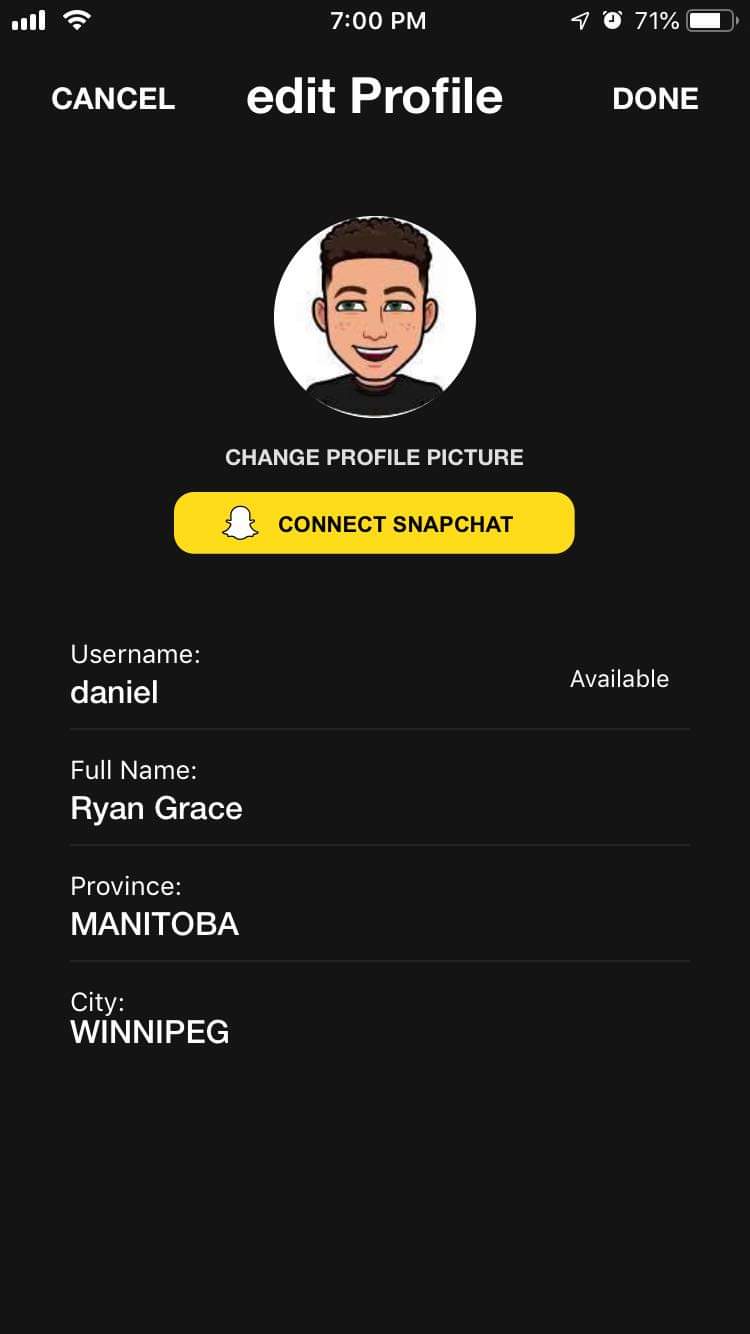 7:00 PM
71%
CANCEL
edit Profile
DONE
CHANGE PROFILE PICTURE
CONNECT SNAPCHAT
Username:
daniel
Available
Full Name:
Ryan Grace
Province:
MANITOBA
City:
WINNIPEG